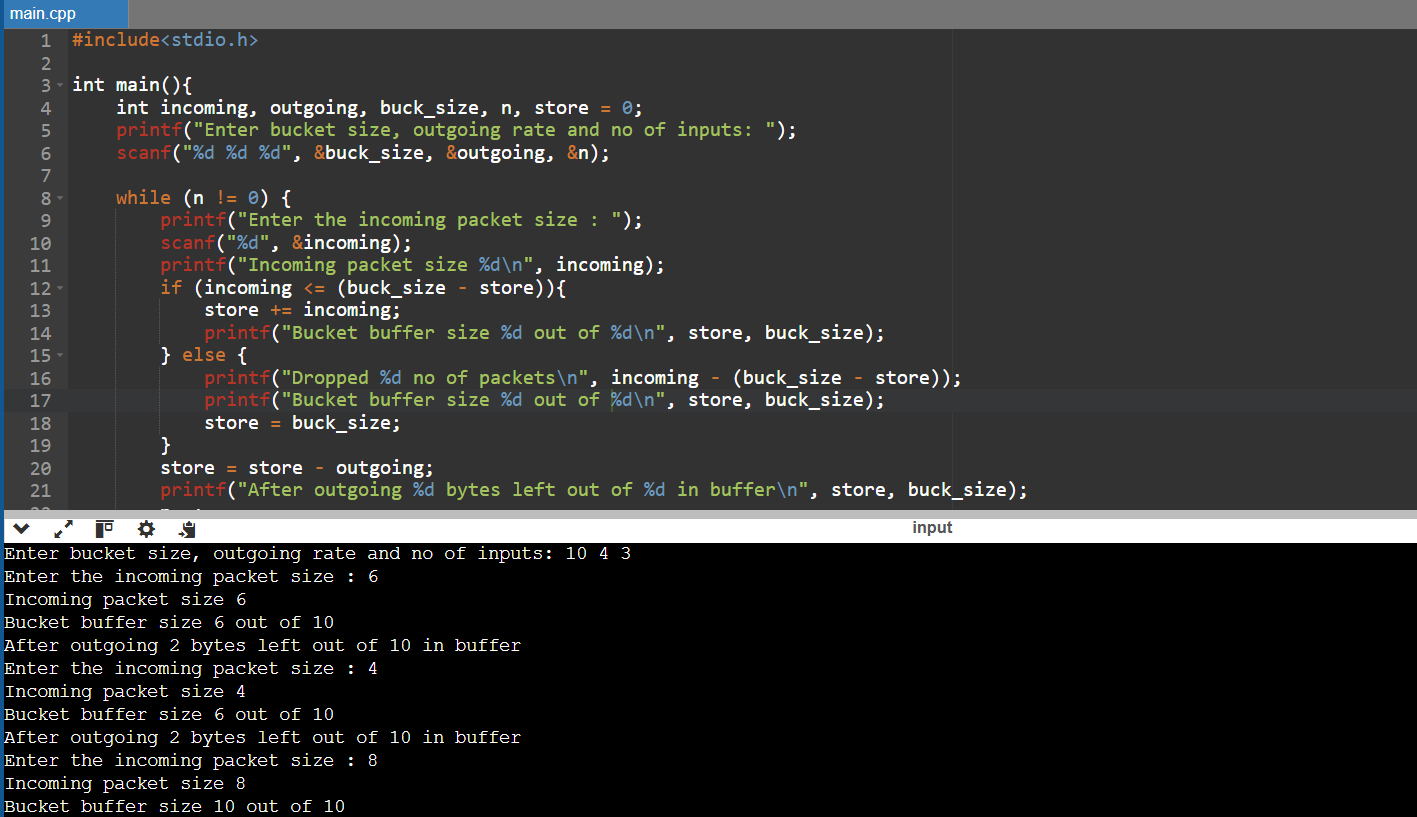 main.cpp
1 #include<stdio.h>
2
3 int main(){
4     int incoming, outgoing, buck_size, n, store = 0;
5     printf("Enter bucket size, outgoing rate and no of inputs: ");
6     scanf("%d %d %d", &buck_size, &outgoing, &n);
7
8     while (n != 0) {
9         printf("Enter the incoming packet size : ");
10         scanf("%d", &incoming);
11         printf("Incoming packet size %d\n", incoming);
12         if (incoming <= (buck_size - store)){
13             store += incoming;
14             printf("Bucket buffer size %d out of %d\n", store, buck_size);
15         } else {
16             printf("Dropped %d no of packets\n", incoming - (buck_size - store));
17             printf("Bucket buffer size %d out of %d\n", store, buck_size);
18             store = buck_size;
19         }
20         store = store - outgoing;
21         printf("After outgoing %d bytes left out of %d in buffer\n", store, buck_size);
input
Enter bucket size, outgoing rate and no of inputs: 10 4 3
Enter the incoming packet size : 6
Incoming packet size 6
Bucket buffer size 6 out of 10
After outgoing 2 bytes left out of 10 in buffer
Enter the incoming packet size : 4
Incoming packet size 4
Bucket buffer size 6 out of 10
After outgoing 2 bytes left out of 10 in buffer
Enter the incoming packet size : 8
Incoming packet size 8
Bucket buffer size 10 out of 10